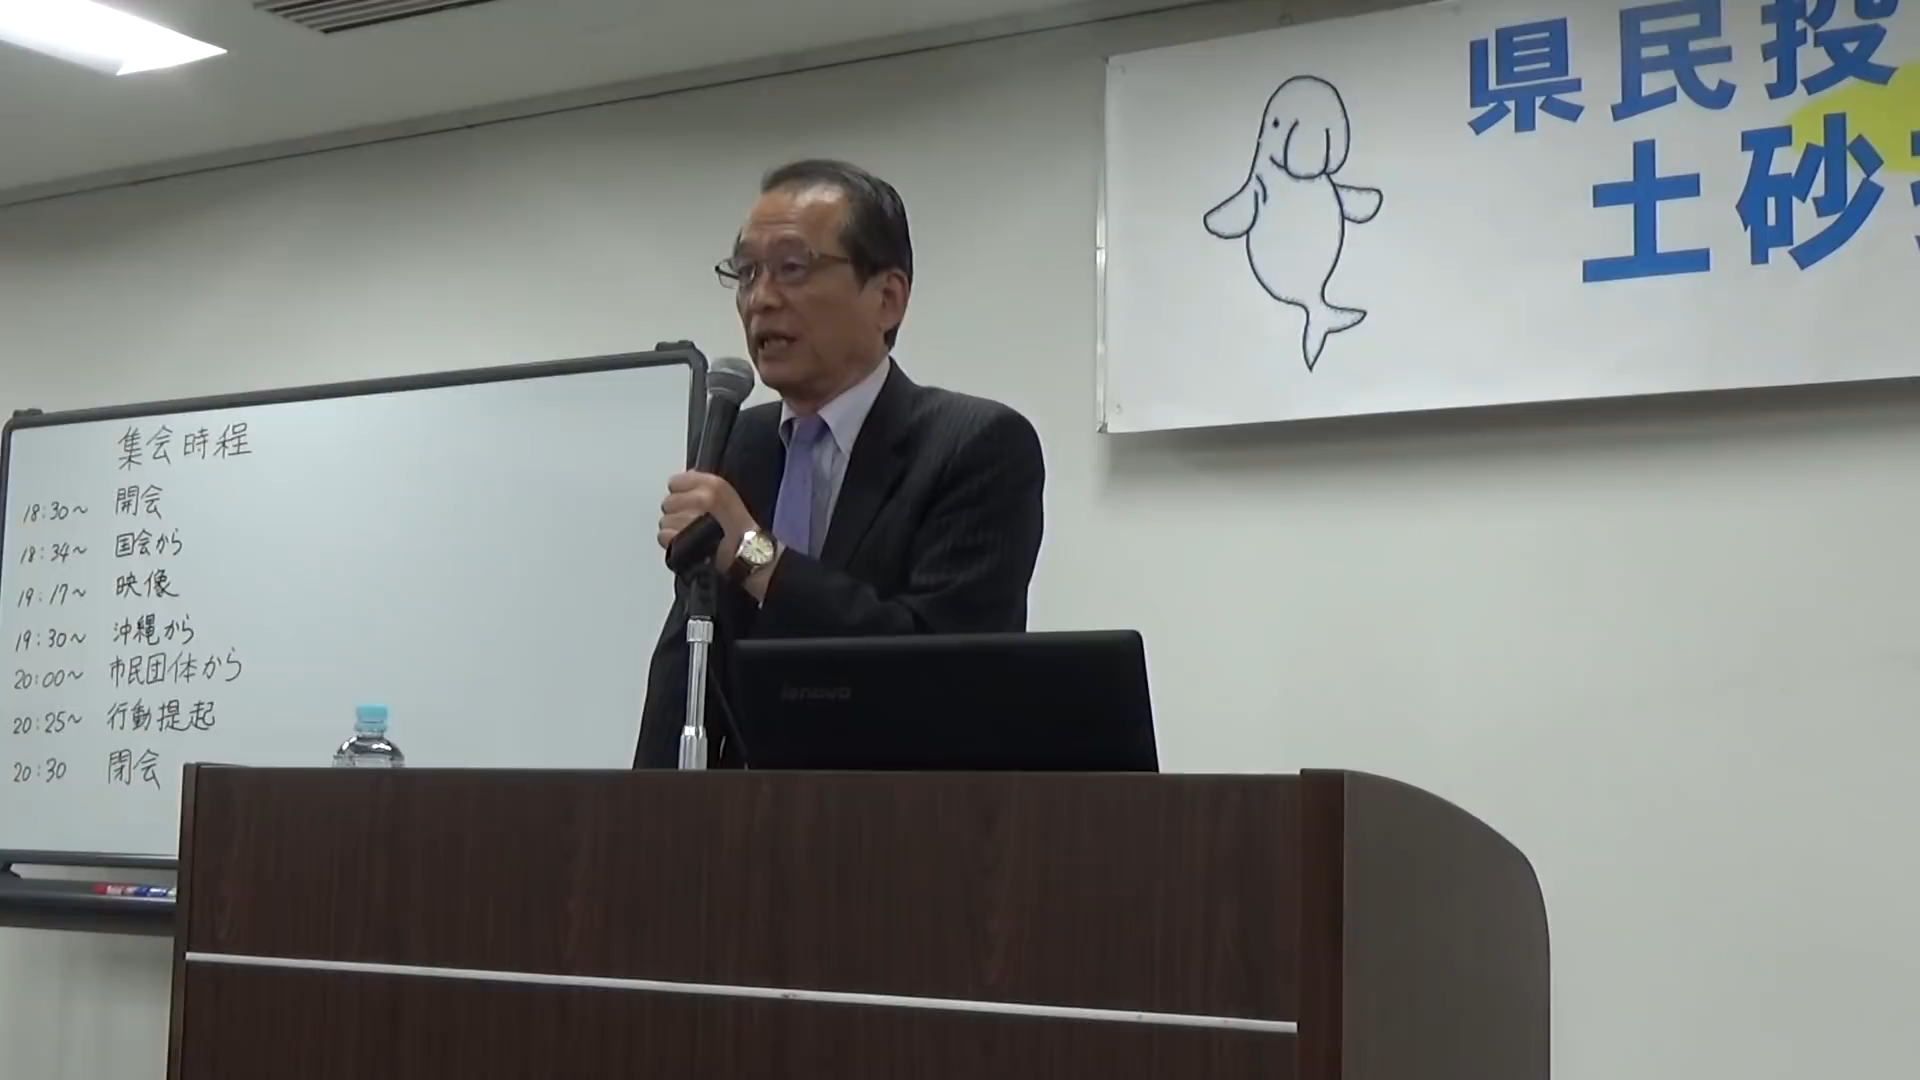 県民投
土砂
集会時程
18:30～ 開会
18:34～ 国会から
19:17～ 映像
19:30～ 沖縄から
20:00～ 市民団体から
20:25～ 行動提起
20:30 閉会
lenovo